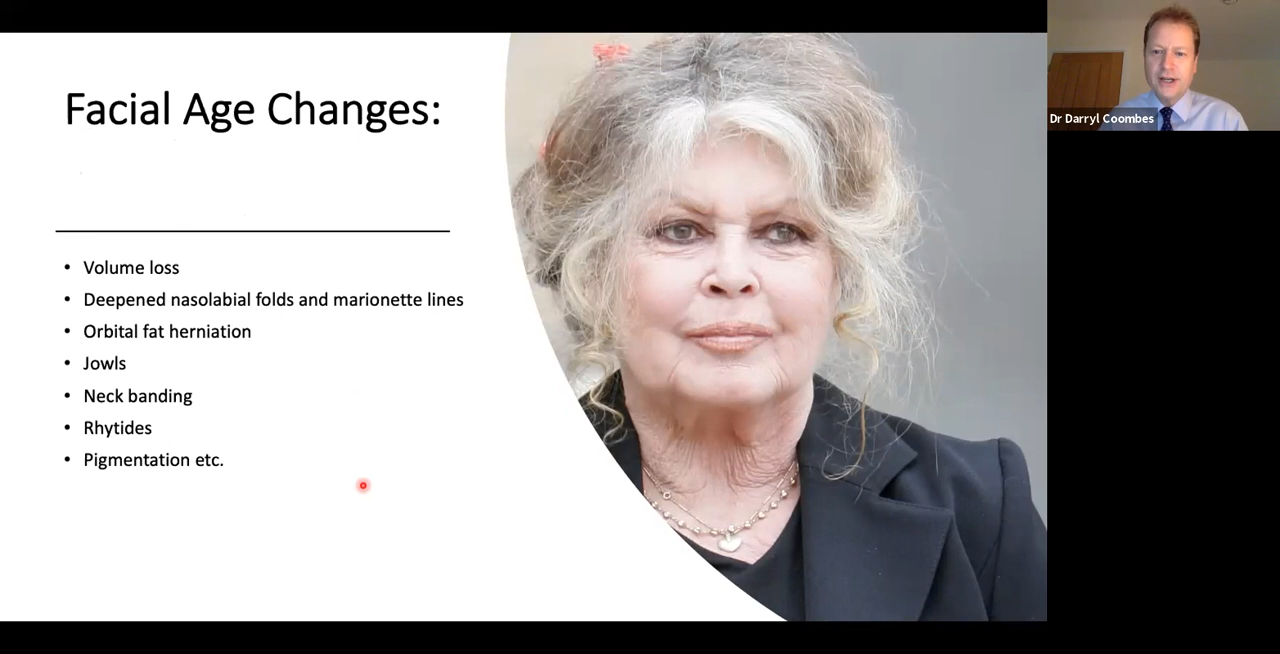 Facial Age Changes:
• Volume loss
• Deepened nasolabial folds and marionette lines
• Orbital fat herniation
• Jowls
• Neck banding
• Rhytides
• Pigmentation etc.
Dr Darryl Coombes